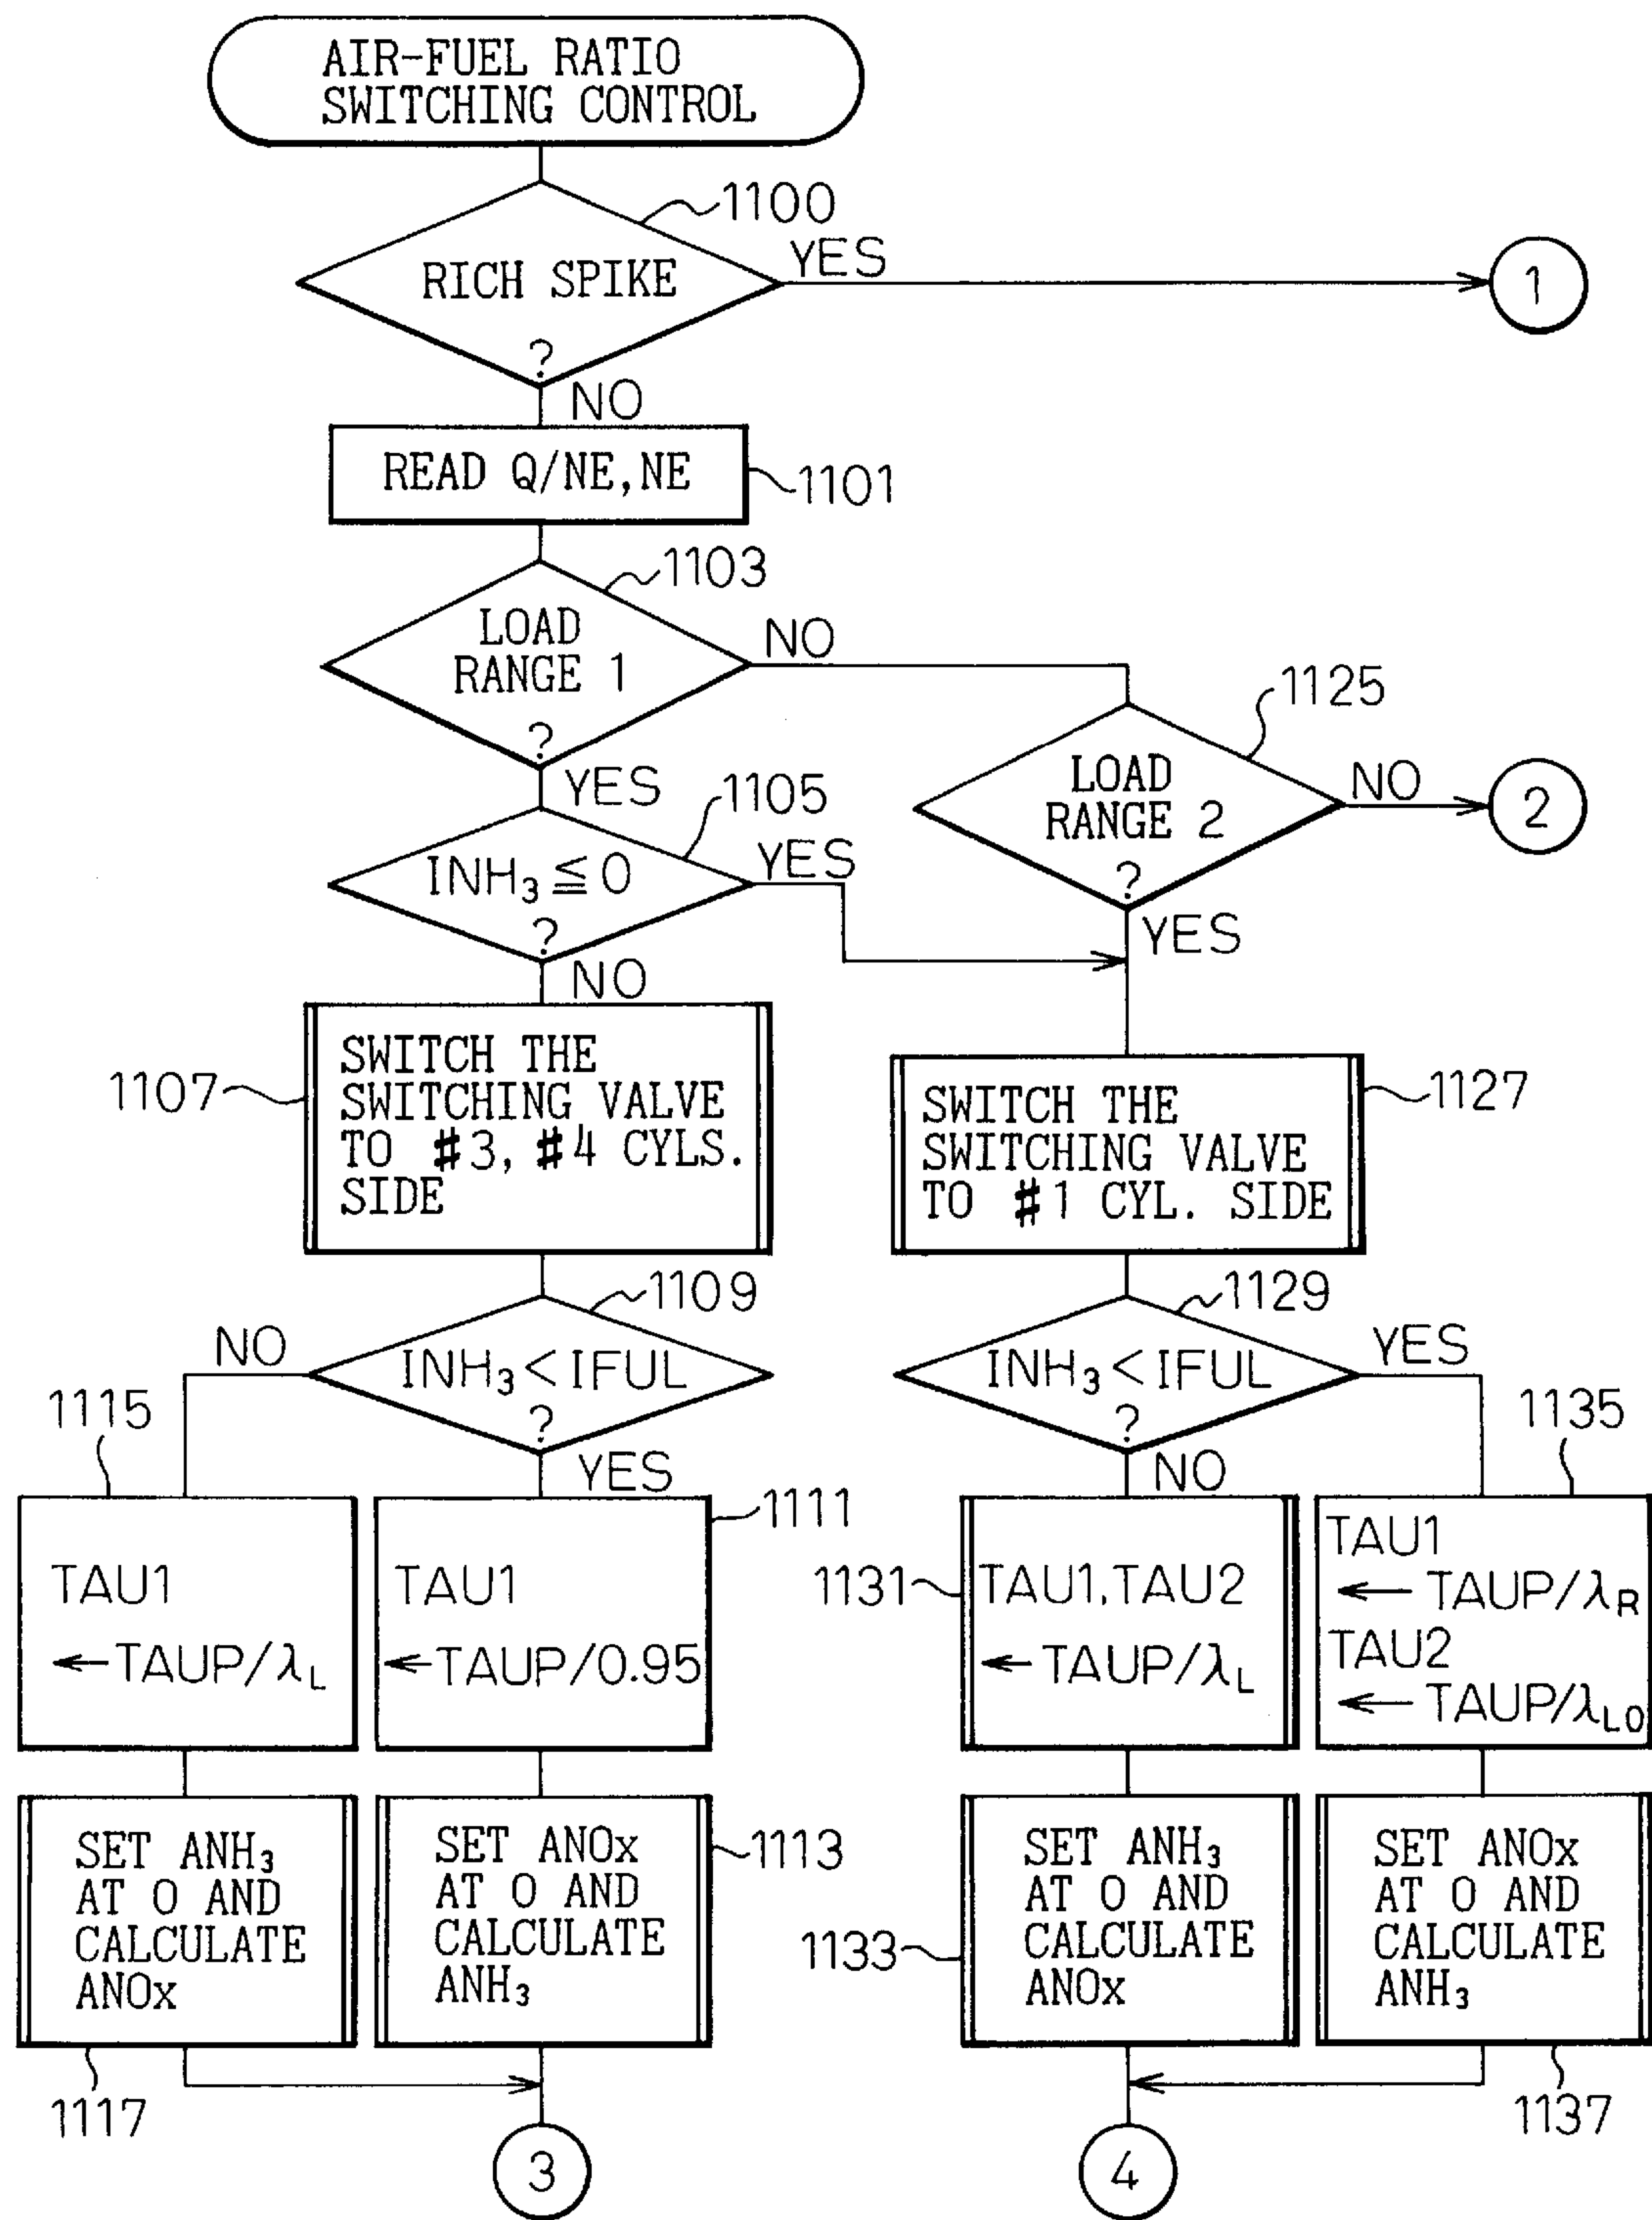 AIR-FUEL RATIO
SWITCHING CONTROL
1100
RICH SPIKE
?
YES
1
NO
READ Q/NE,NE
1101
1103
LOAD
RANGE 1
?
NO
YES
1125
LOAD
RANGE 2
?
NO
2
YES
1105
INH₃≦0
?
YES
NO
1107
SWITCH THE
SWITCHING VALVE
TO #3, #4 CYLS.
SIDE
1127
SWITCH THE
SWITCHING VALVE
TO #1 CYL. SIDE
1109
INH₃<IFUL
?
NO
YES
1129
INH₃<IFUL
?
YES
NO
1115
TAU1
←TAUP/λL
1111
TAU1
←TAUP/0.95
1131
TAU1,TAU2
← TAUP/λL
1135
TAU1
← TAUP/λR
TAU2
← TAUP/λLO
SET ANH₃
AT 0 AND
CALCULATE
ANOx
1117
SET ANOx
AT 0 AND
CALCULATE
ANH₃
1113
SET ANH₃
AT 0 AND
CALCULATE
ANOx
1133
SET ANOx
AT 0 AND
CALCULATE
ANH₃
1137
3
4